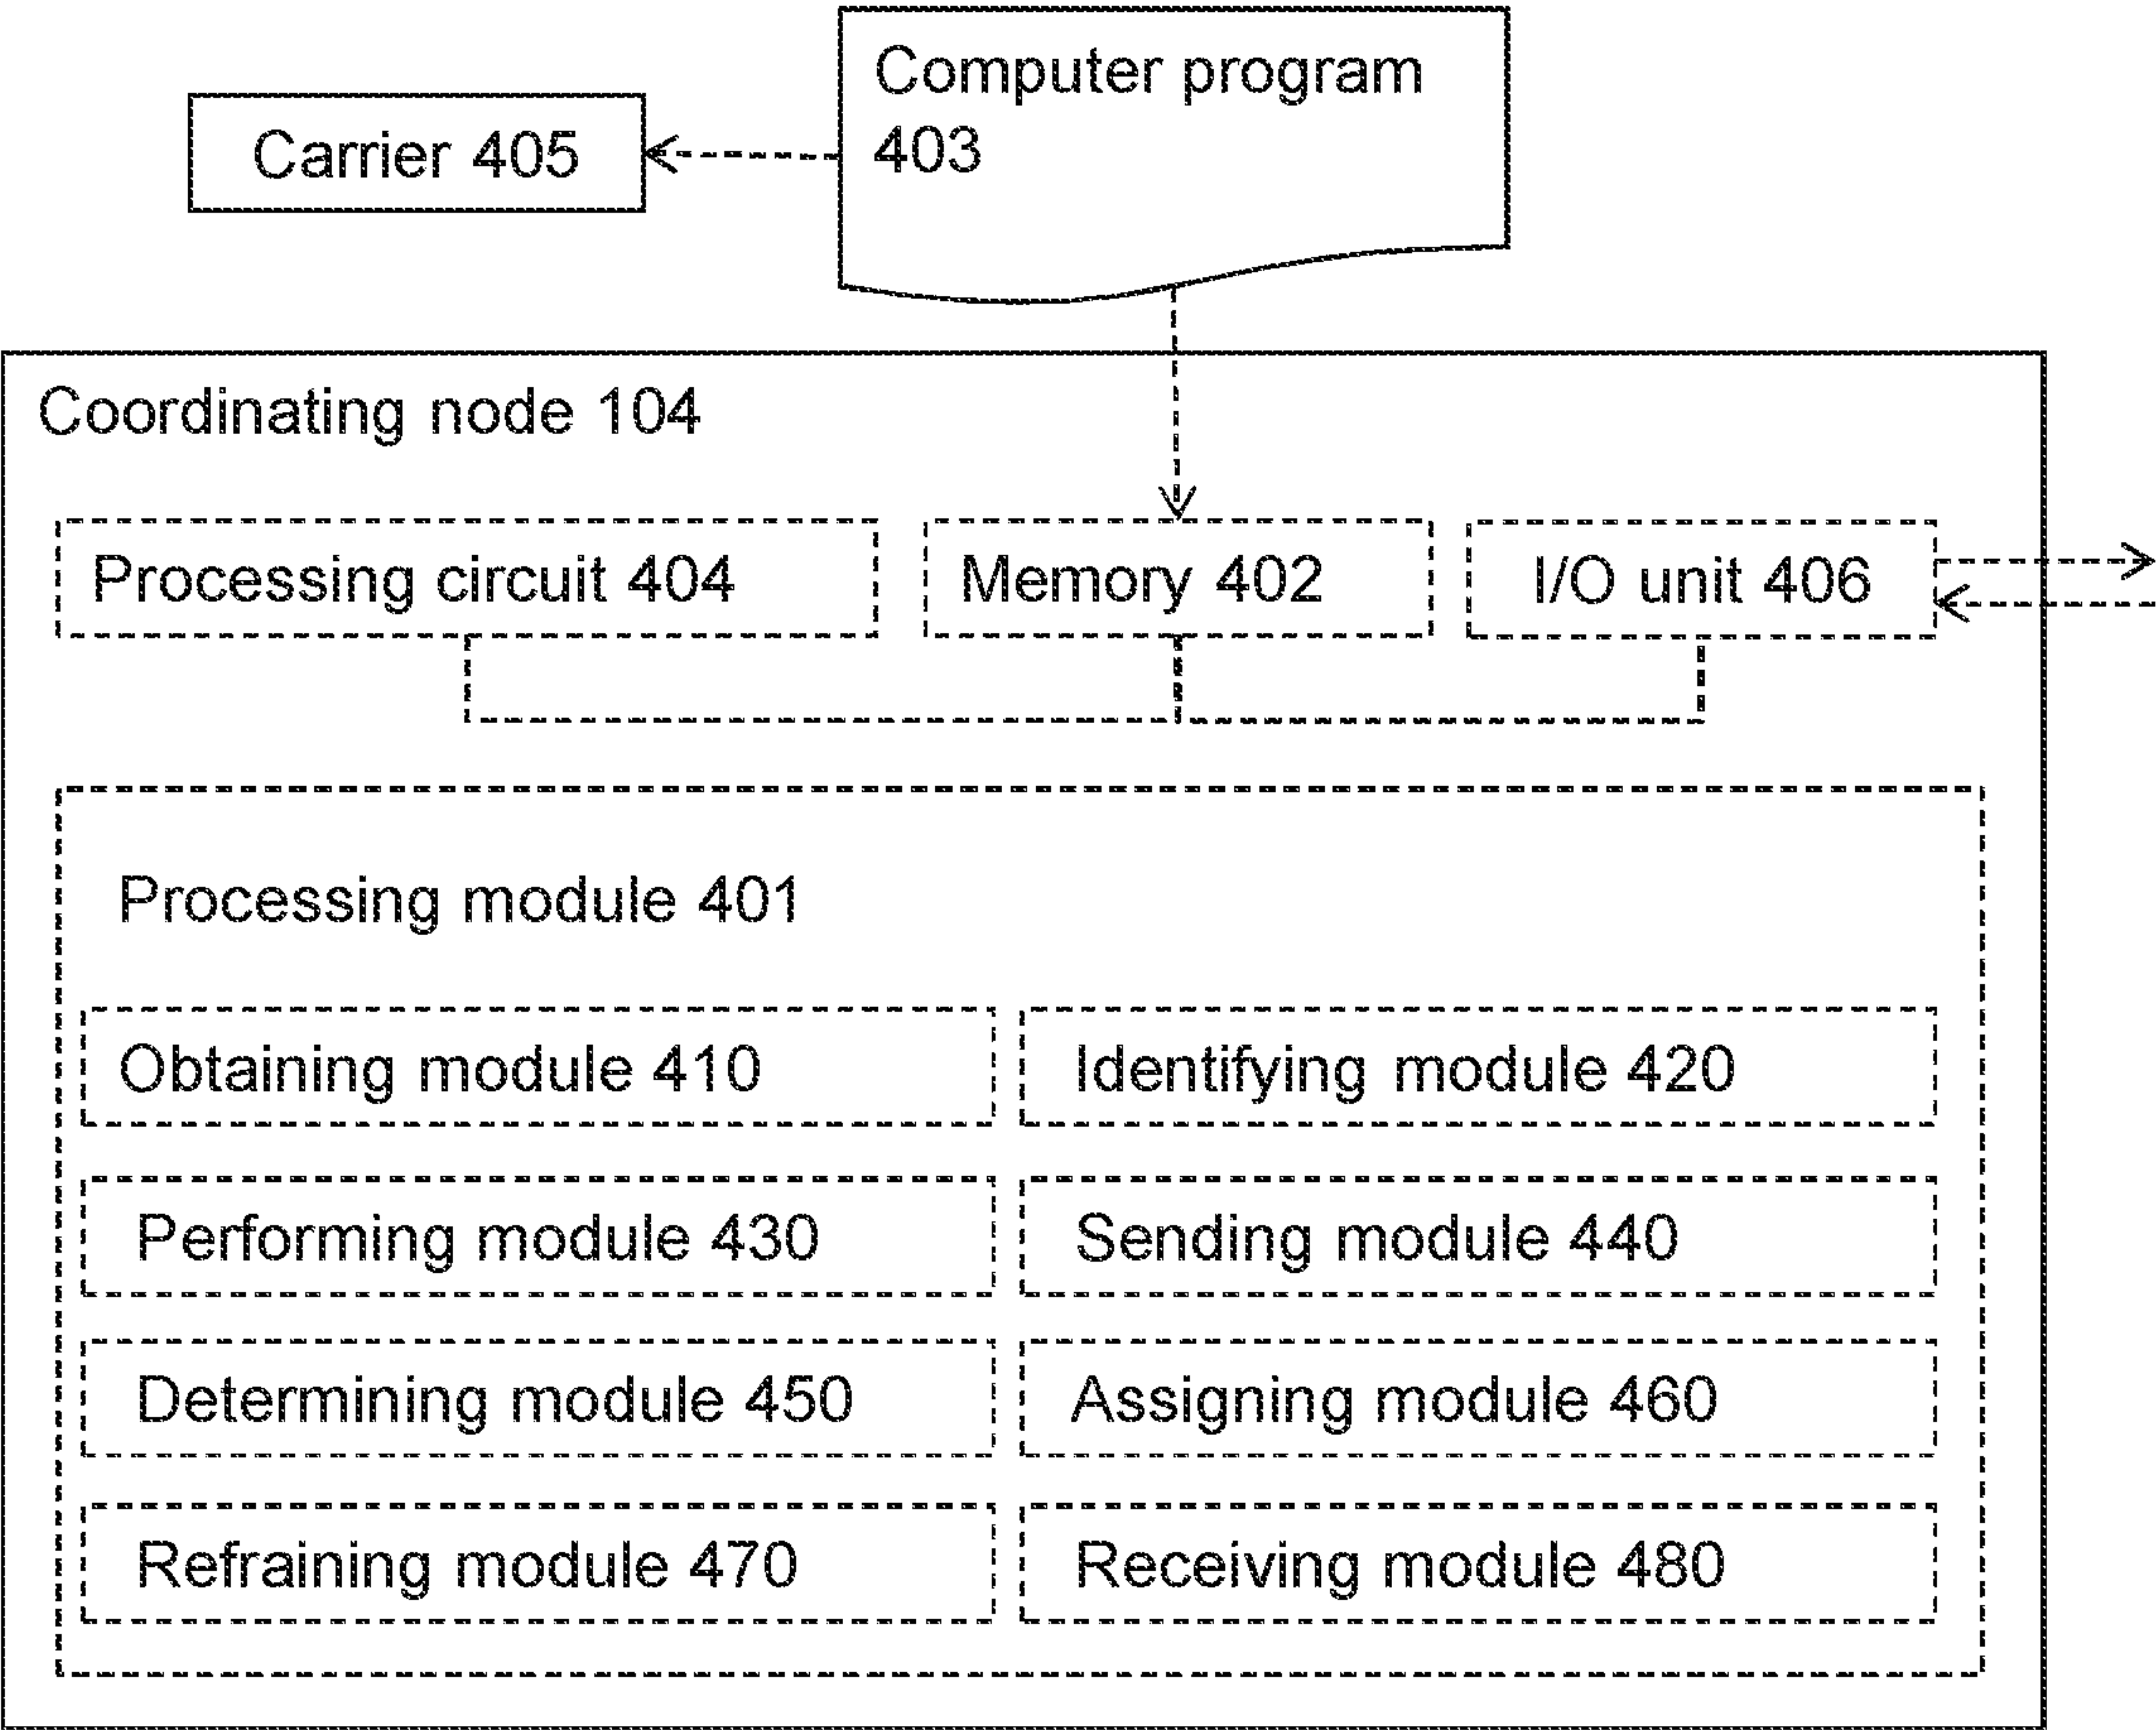 Computer program
403
Carrier 405
Coordinating node 104
Processing circuit 404
Memory 402
I/O unit 406
Processing module 401
Obtaining module 410
Identifying module 420
Performing module 430
Sending module 440
Determining module 450
Assigning module 460
Refraining module 470
Receiving module 480